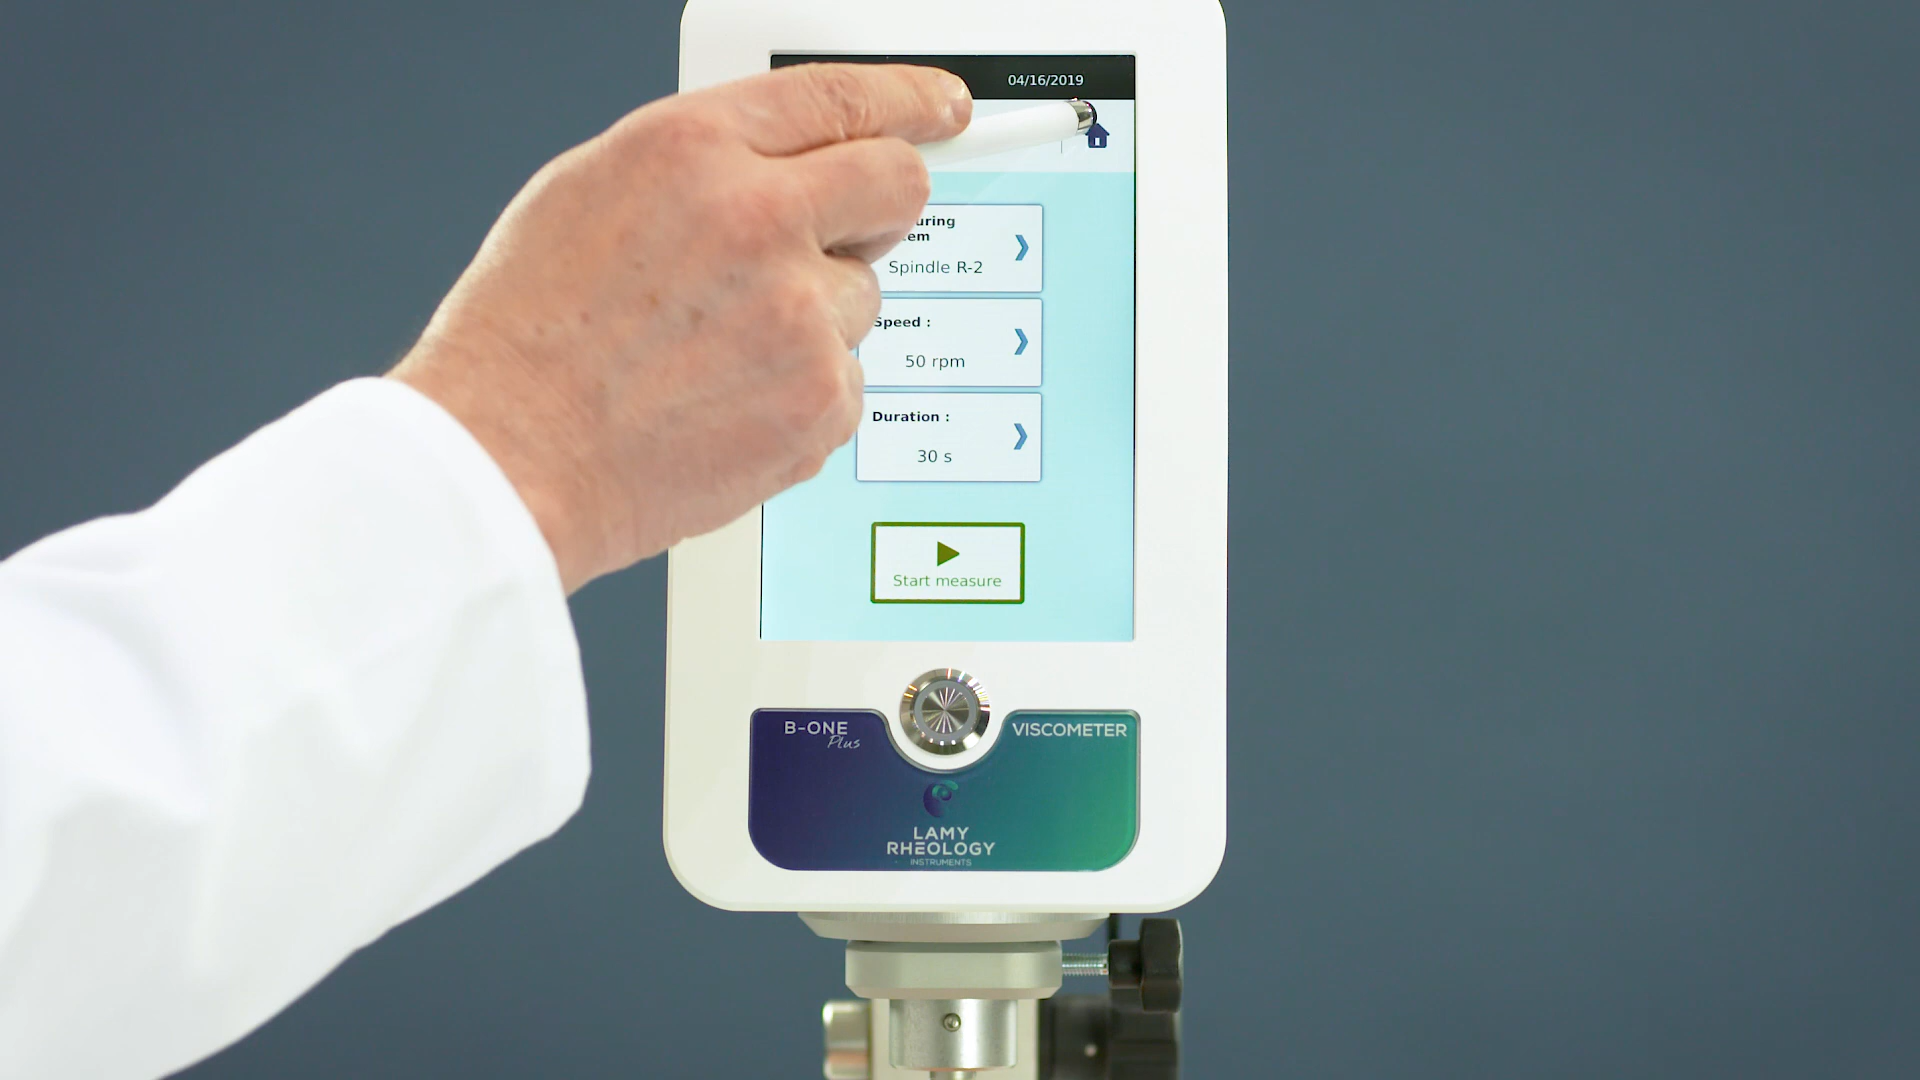 04/16/2019
Spindle R-2
Speed :
50 rpm
Duration :
30 s
Start measure
B-ONE
Plus
VISCOMETER
LAMY
RHEOLOGY
INSTRUMENTS